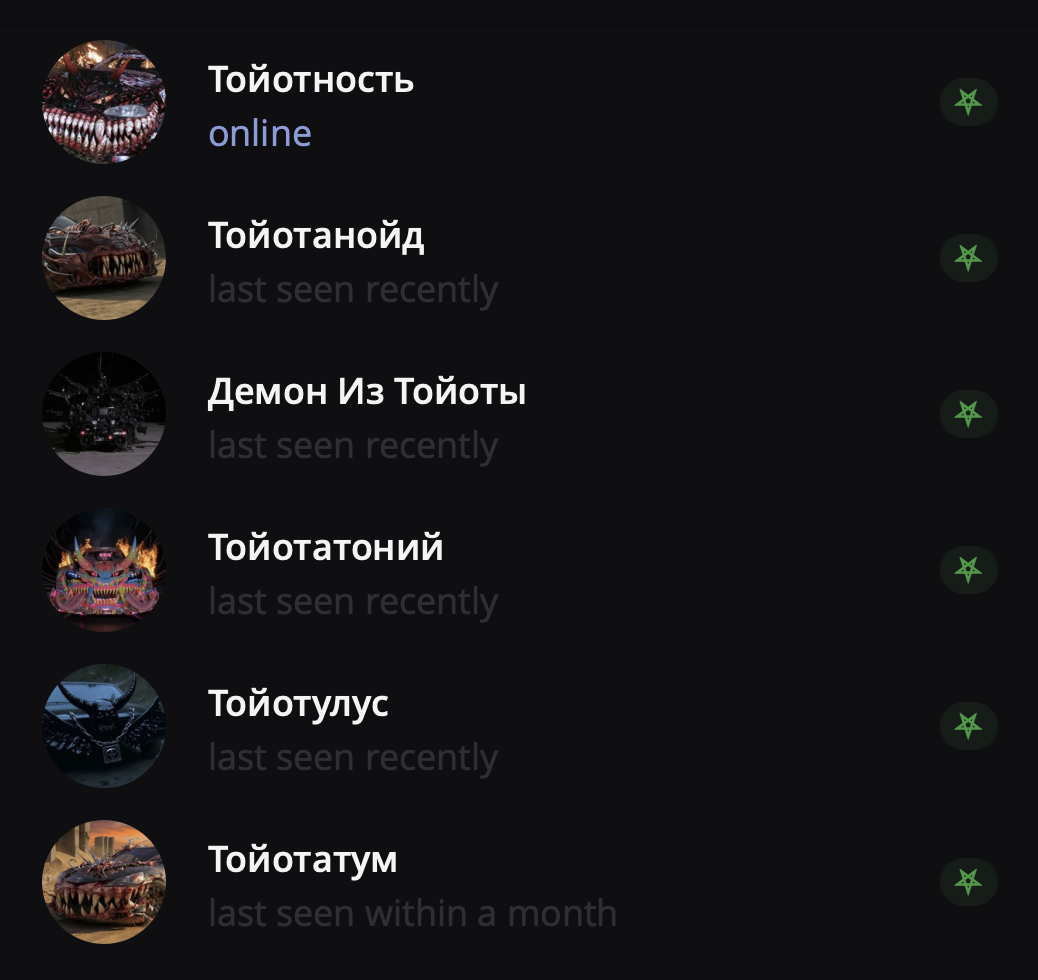 Тойотность
online
Тойотанойд
last seen recently
Демон Из Тойоты
last seen recently
Тойотатоний
last seen recently
Тойотулус
last seen recently
Тойотатум
last seen within a month